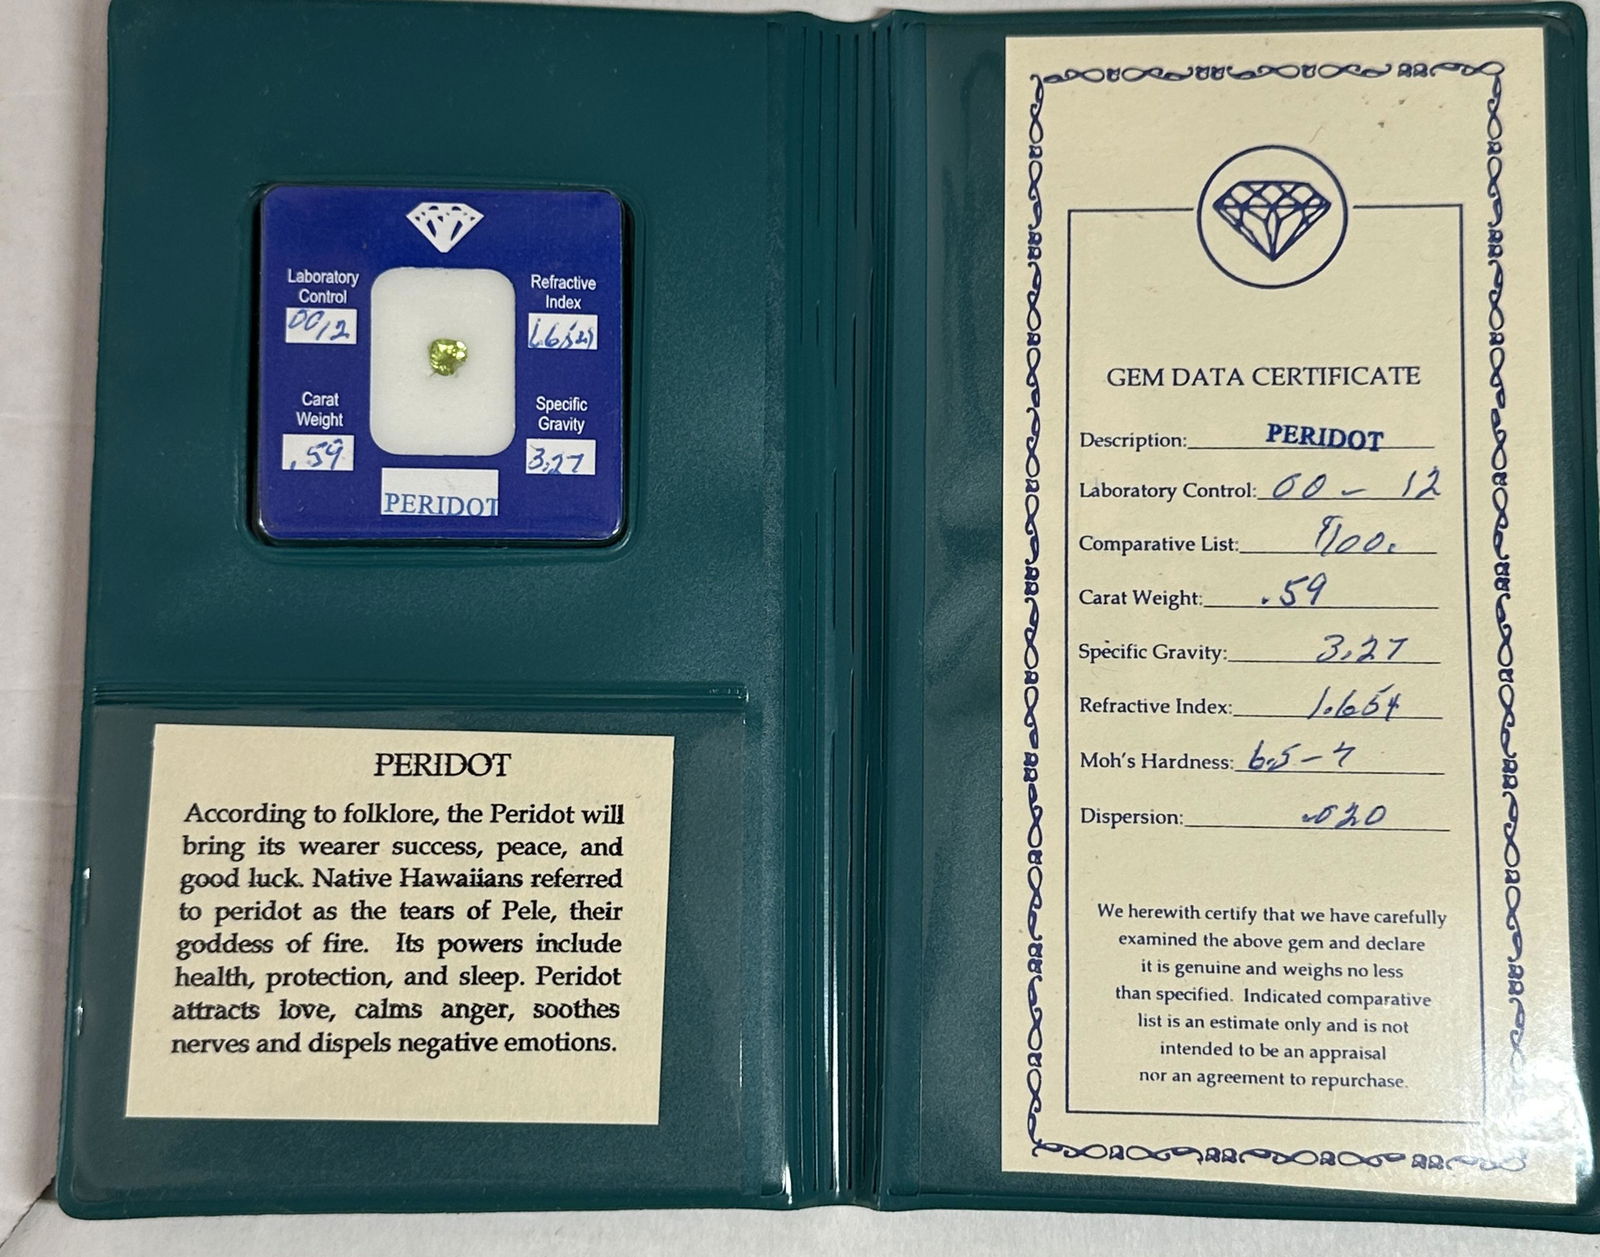 Laboratory
Control
0012
Refractive
Index
Carat
Weight
.59
Specific
Gravity
3.27
PERIDOT
PERIDOT
According to folklore, the Peridot will
bring its wearer success, peace, and
good luck. Native Hawaiians referred
to peridot as the tears of Pele, their
goddess of fire. Its powers include
health, protection, and sleep. Peridot
attracts love, calms anger, soothes
nerves and dispels negative emotions.
GEM DATA CERTIFICATE
Description: PERIDOT
Laboratory Control: 00 - 12
Comparative List:
Carat Weight: .59
Specific Gravity: 3.27
Refractive Index: 1.654
Moh's Hardness: 6.5 - 7
Dispersion: .020
We herewith certify that we have carefully
examined the above gem and declare
it is genuine and weighs no less
than specified. Indicated comparative
list is an estimate only and is not
intended to be an appraisal
nor an agreement to repurchase.